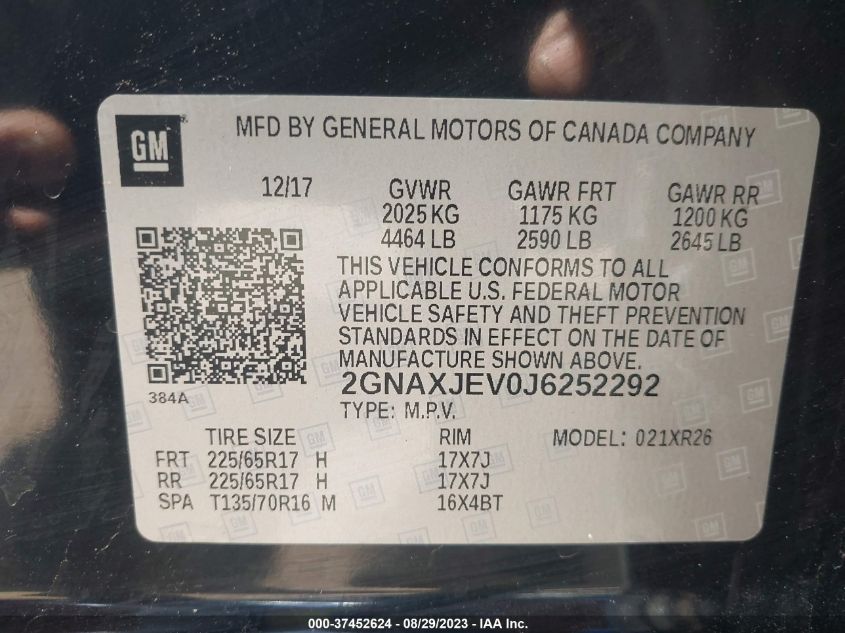 GM
MFD BY GENERAL MOTORS OF CANADA COMPANY
12/17 GVWR GAWR FRT GAWR RR
2025 KG 1175 KG 1200 KG
4464 LB 2590 LB 2645 LB
THIS VEHICLE CONFORMS TO ALL
APPLICABLE U.S. FEDERAL MOTOR
VEHICLE SAFETY AND THEFT PREVENTION
STANDARDS IN EFFECT ON THE DATE OF
MANUFACTURE SHOWN ABOVE.
2GNAXJEV0J6252292
384A
TYPE: M.P.V.
TIRE SIZE RIM MODEL: 021XR26
FRT 225/65R17 H 17X7J
RR 225/65R17 H 17X7J
SPA T135/70R16 M 16X4BT
000-37452624 - 08/29/2023 - IAA Inc.